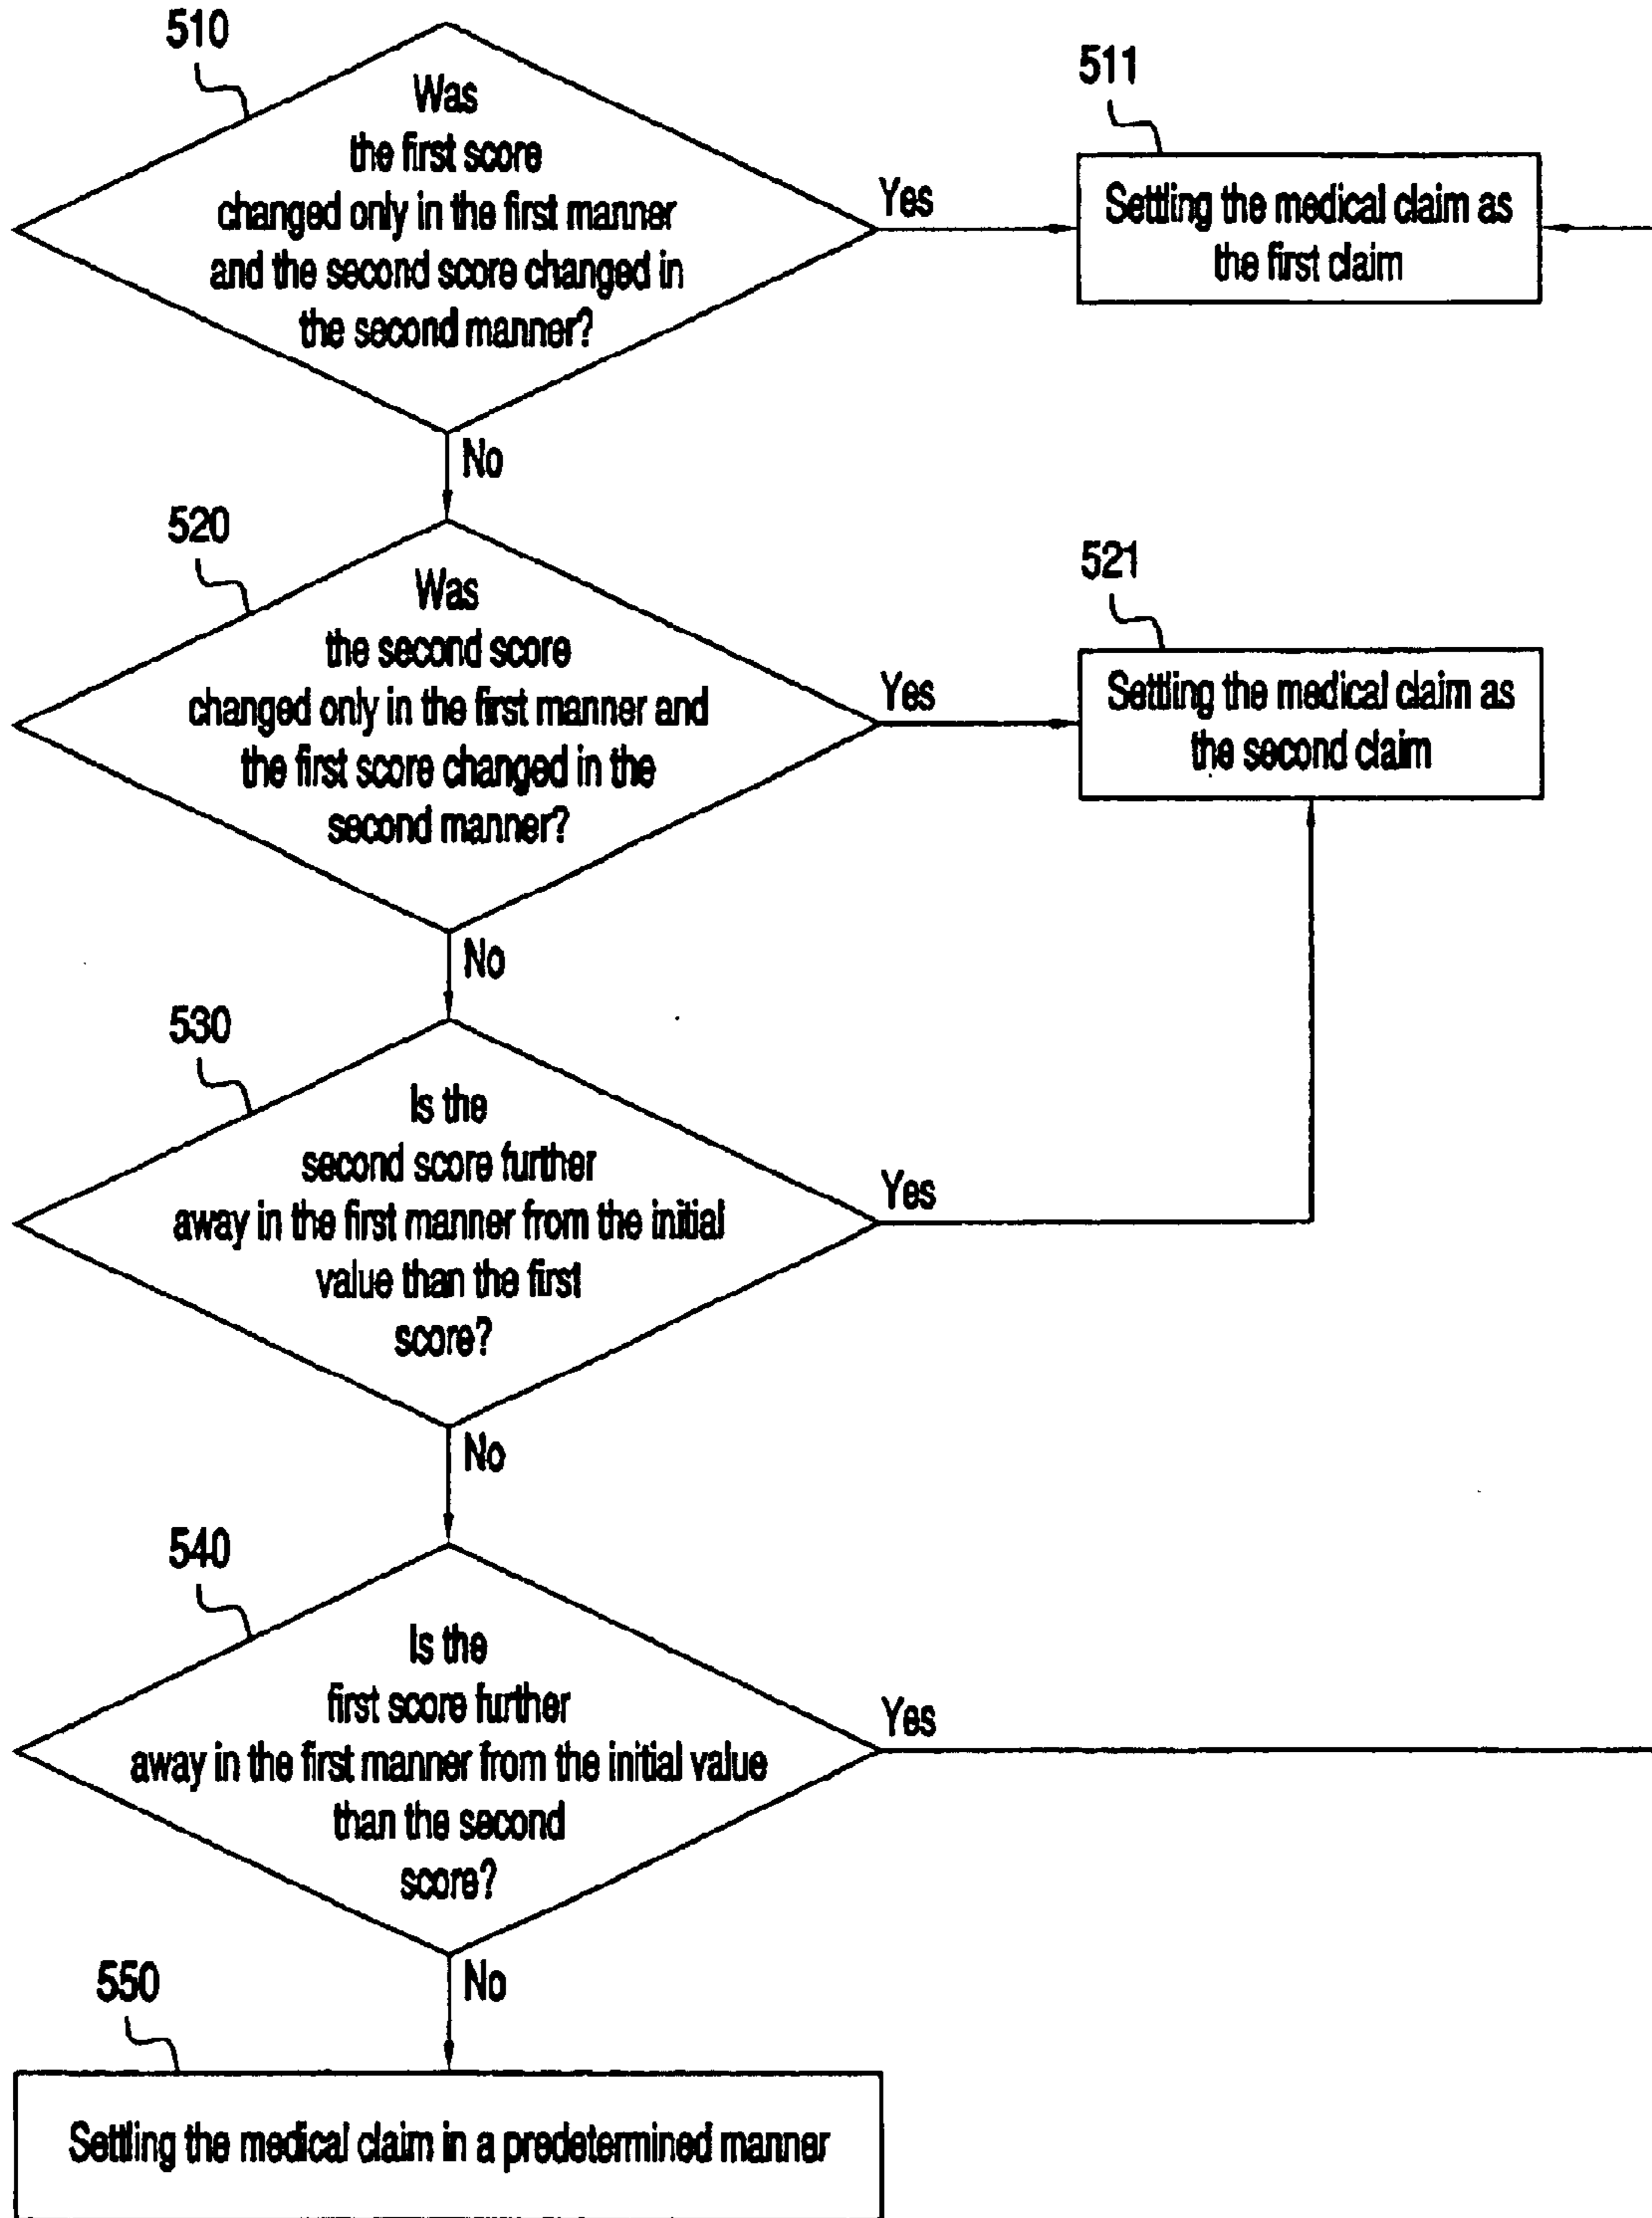 510
Was
the first score
changed only in the first manner
and the second score changed in
the second manner?
Yes
511
Settling the medical claim as
the first claim
No
520
Was
the second score
changed only in the first manner and
the first score changed in the
second manner?
Yes
521
Settling the medical claim as
the second claim
No
530
Is the
second score further
away in the first manner from the initial
value than the first
score?
Yes
No
540
Is the
first score further
away in the first manner from the initial value
than the second
score?
Yes
No
550
Settling the medical claim in a predetermined manner